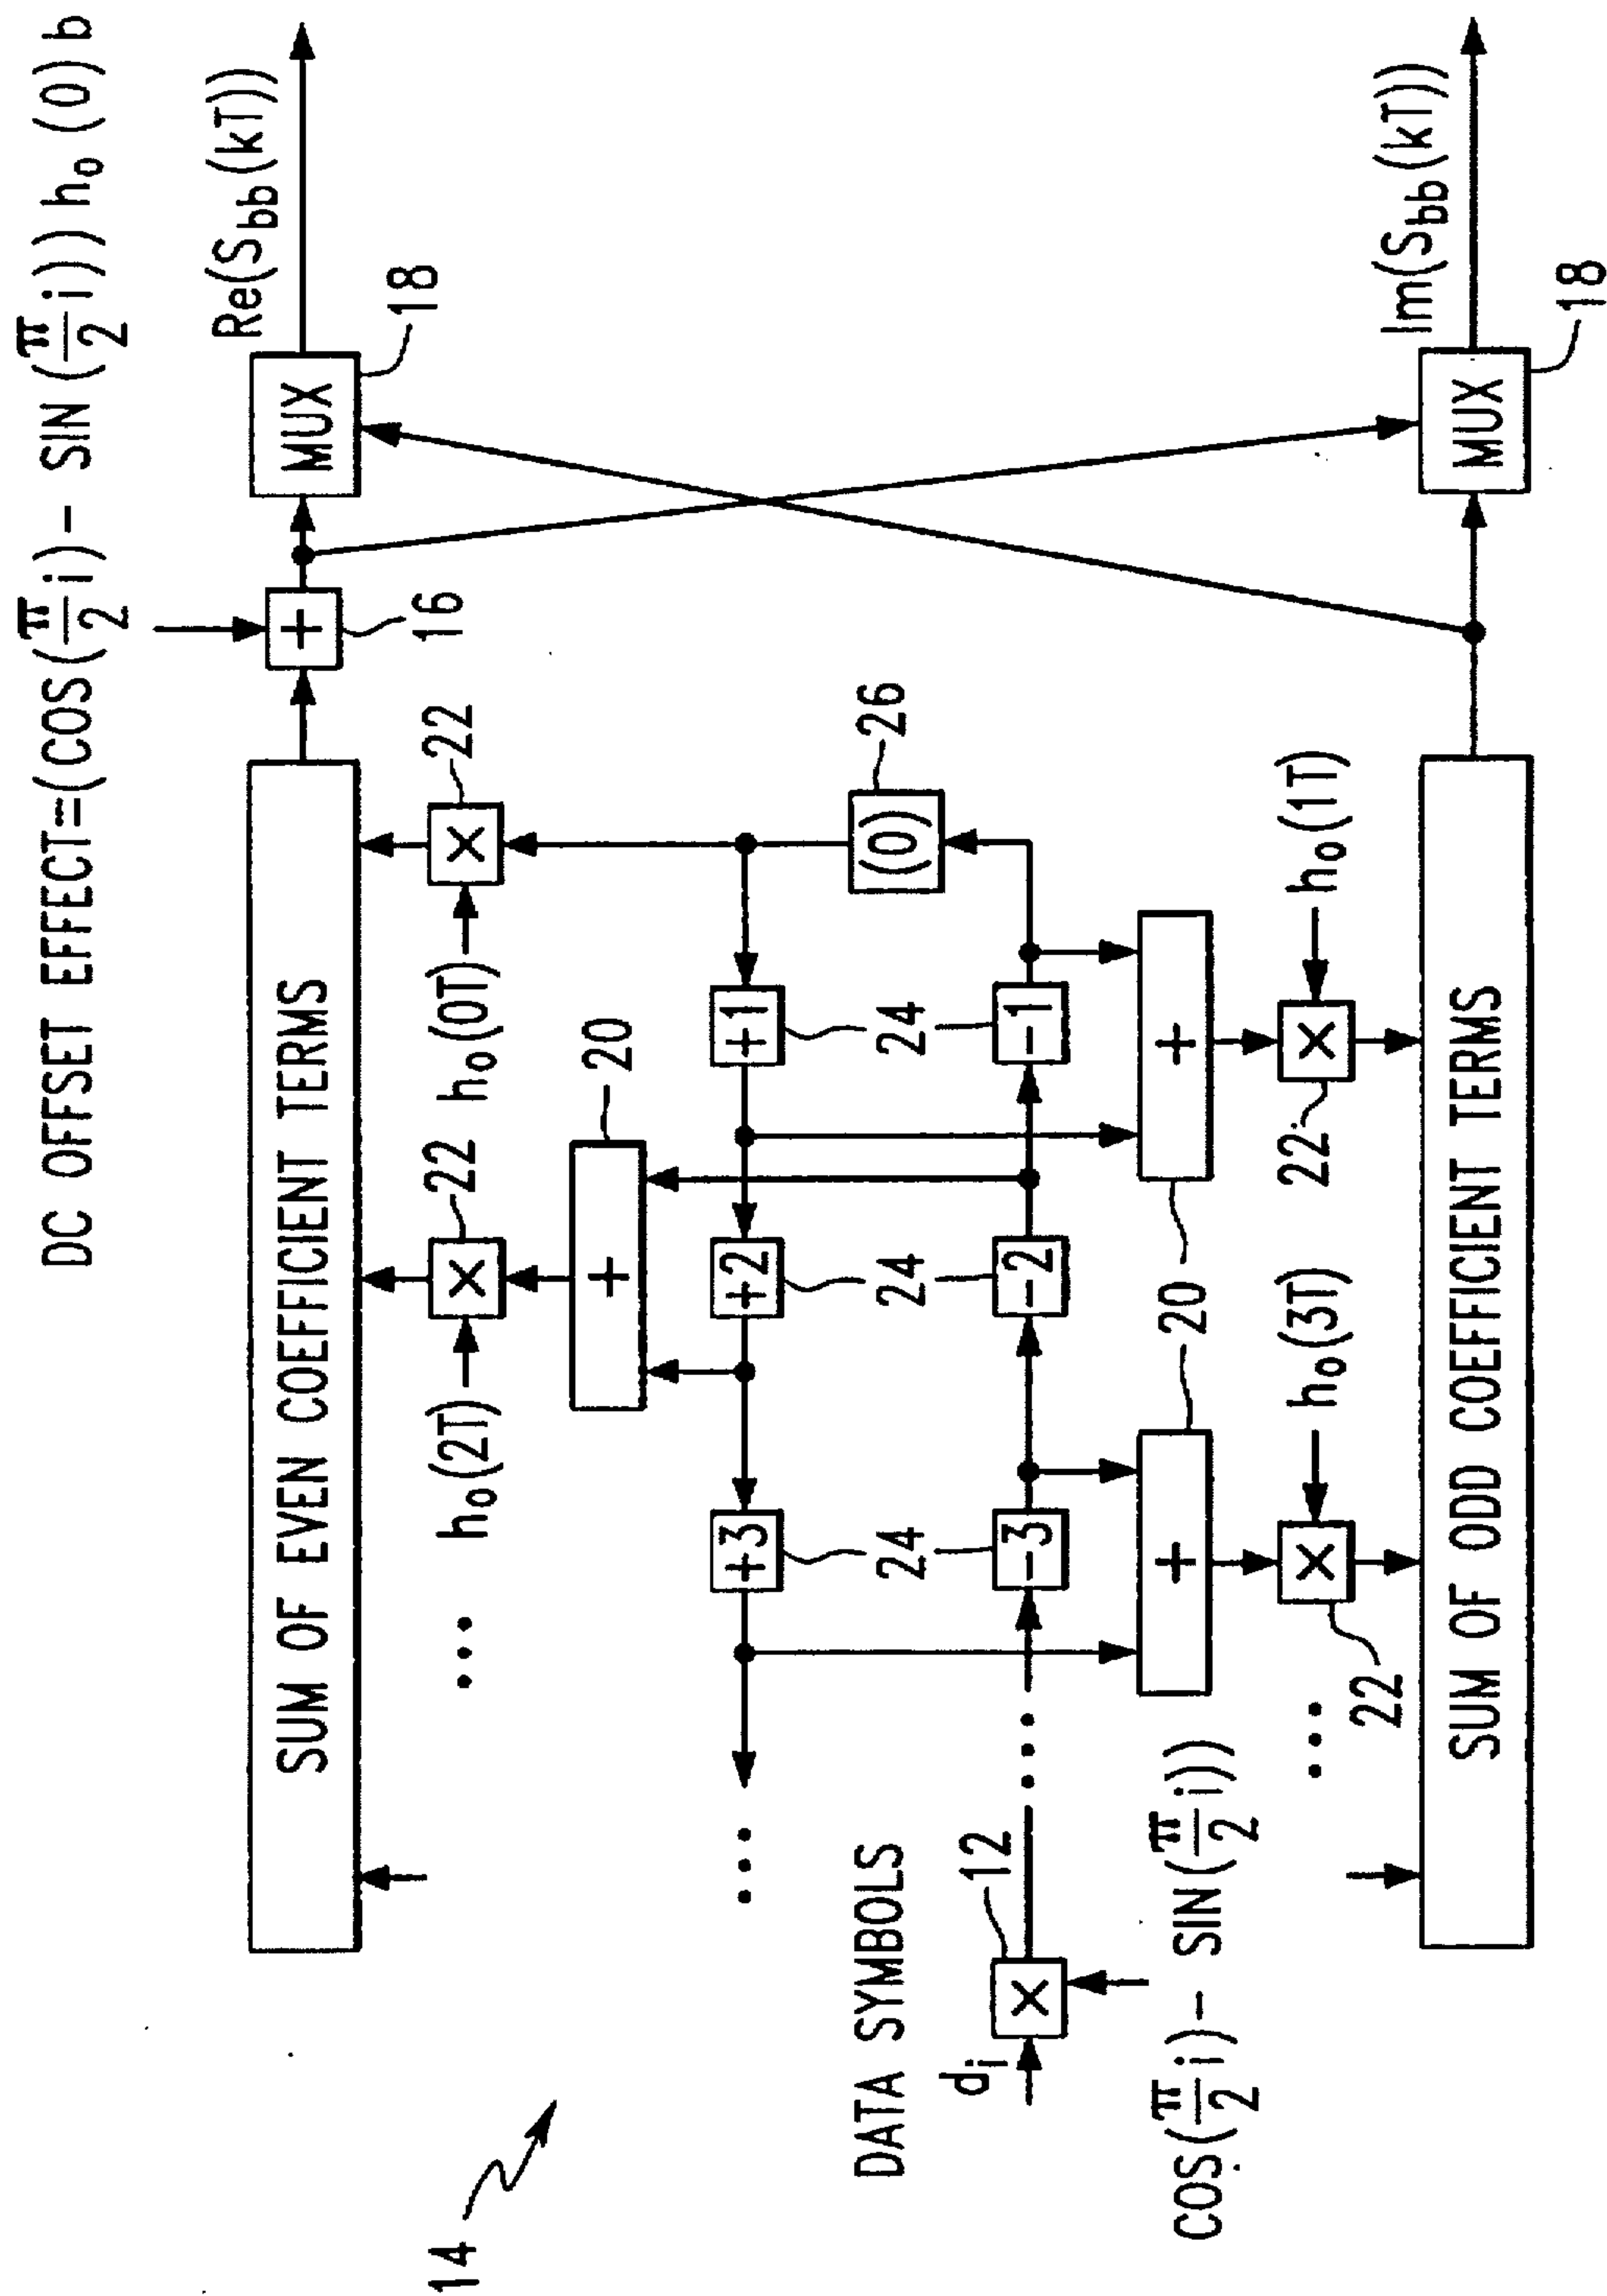 DC OFFSET EFFECT=(COS(π/2 i)- SIN (π/2 i)) h₀ (0) b
Re(Sbb(kT))
MUX
18
+
16
SUM OF EVEN COEFFICIENT TERMS
22
×
h₀(0T)
22
×
h₀(2T)
...
20
+
26
(0)
+1
+2
+3
...
24
24
24
-1
-2
-3
...
DATA SYMBOLS
12
×
di
COS(π/2 i)- SIN(π/2 i))
+
20
+
h₀(1T)
×
22
h₀(3T)
×
22
...
SUM OF ODD COEFFICIENT TERMS
Im(Sbb(kT))
MUX
18
14